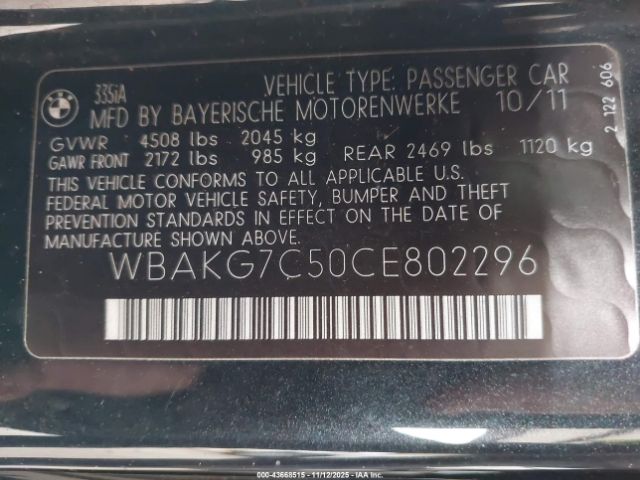 BMW
335iA VEHICLE TYPE: PASSENGER CAR
MFD BY BAYERISCHE MOTORENWERKE 10/11
GVWR 4508 lbs 2045 kg
GAWR FRONT 2172 lbs 985 kg REAR 2469 lbs 1120 kg
THIS VEHICLE CONFORMS TO ALL APPLICABLE U.S.
FEDERAL MOTOR VEHICLE SAFETY, BUMPER AND THEFT
PREVENTION STANDARDS IN EFFECT ON THE DATE OF
MANUFACTURE SHOWN ABOVE.
WBAKG7C50CE802296
2 122 606
000-43668515 - 11/12/2025 - IAA Inc.